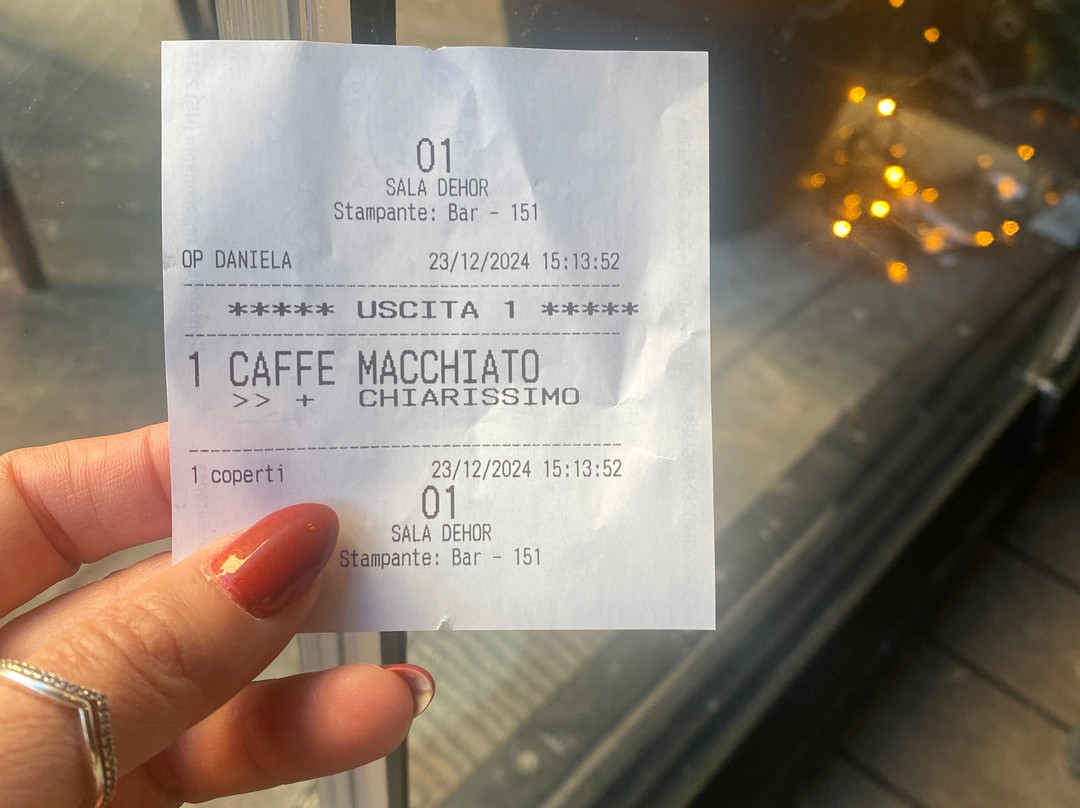 01
SALA DEHOR
Stampante: Bar - 151
OP DANIELA 23/12/2024 15:13:52
***** USCITA 1 *****
1 CAFFE MACCHIATO
>> + CHIARISSIMO
1 coperti 23/12/2024 15:13:52
01
SALA DEHOR
Stampante: Bar - 151